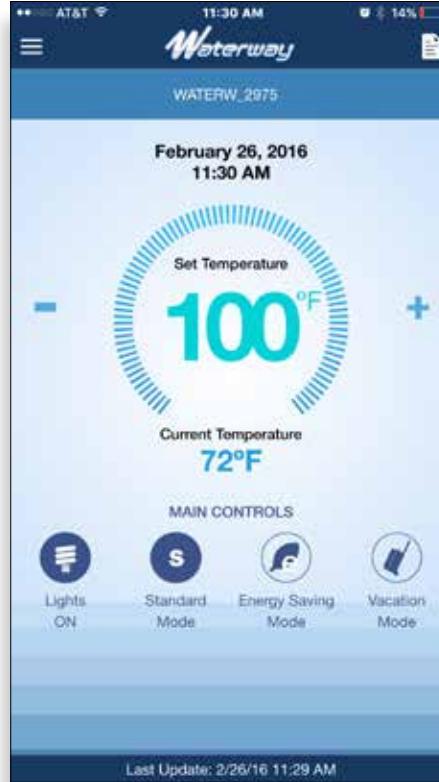 AT&T 11:30 AM 14%
Waterway
WATERW_2975
February 26, 2016
11:30 AM
Set Temperature
100°F
- +
Current Temperature
72°F
MAIN CONTROLS
S e
Lights Standard Energy Saving Vacation
ON Mode Mode Mode
Last Update: 2/26/16 11:29 AM